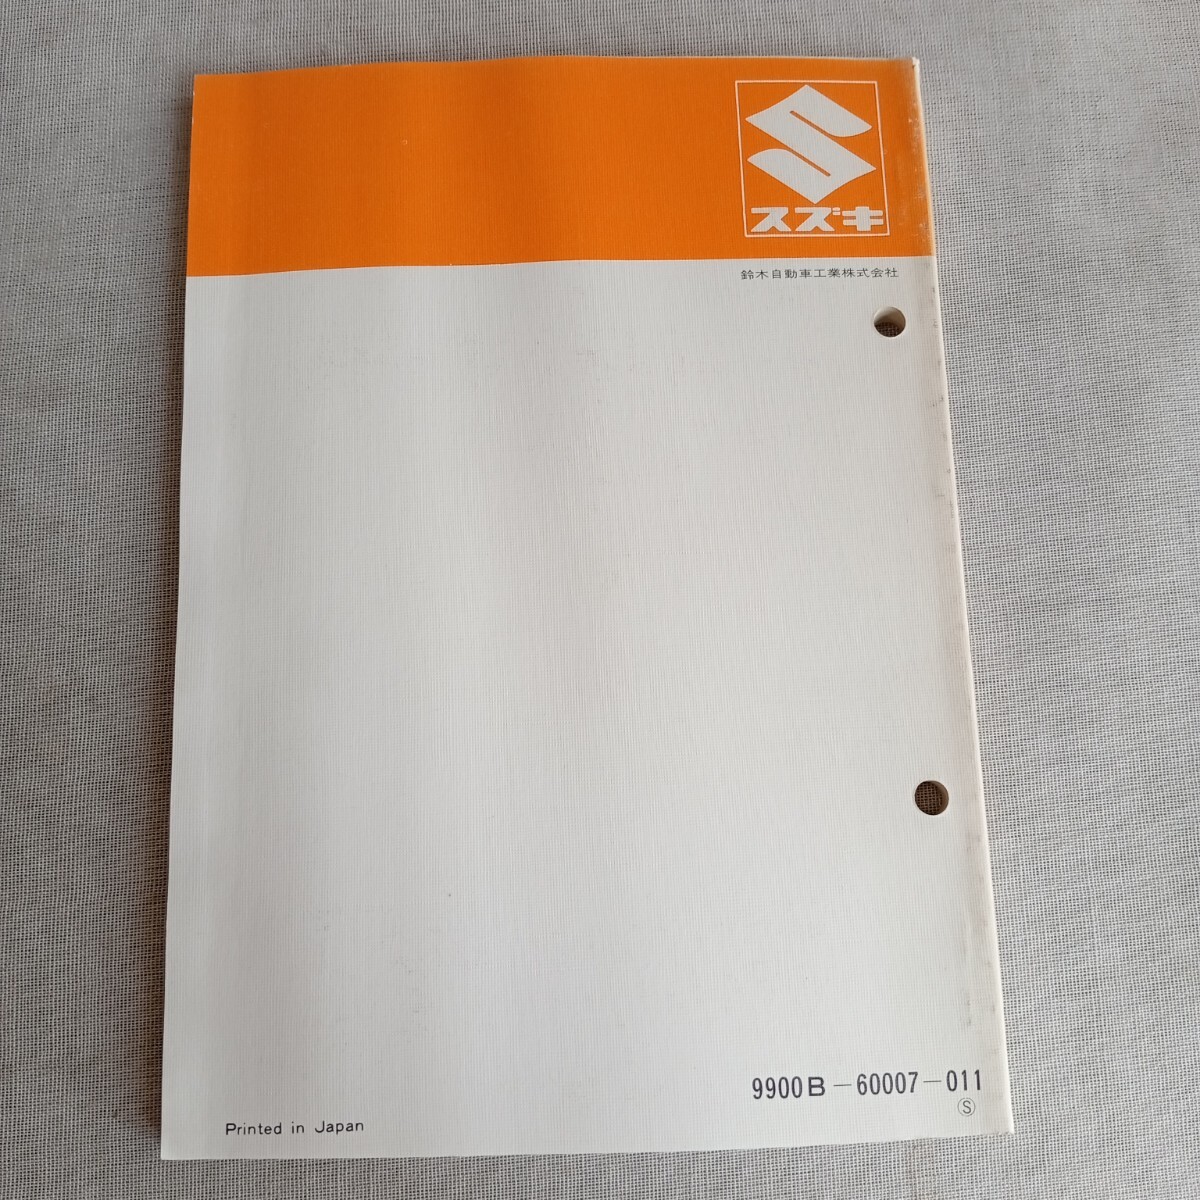 スズキ
鈴木自動車工業株式会社
9900B-60007-011
Ⓢ
Printed in Japan